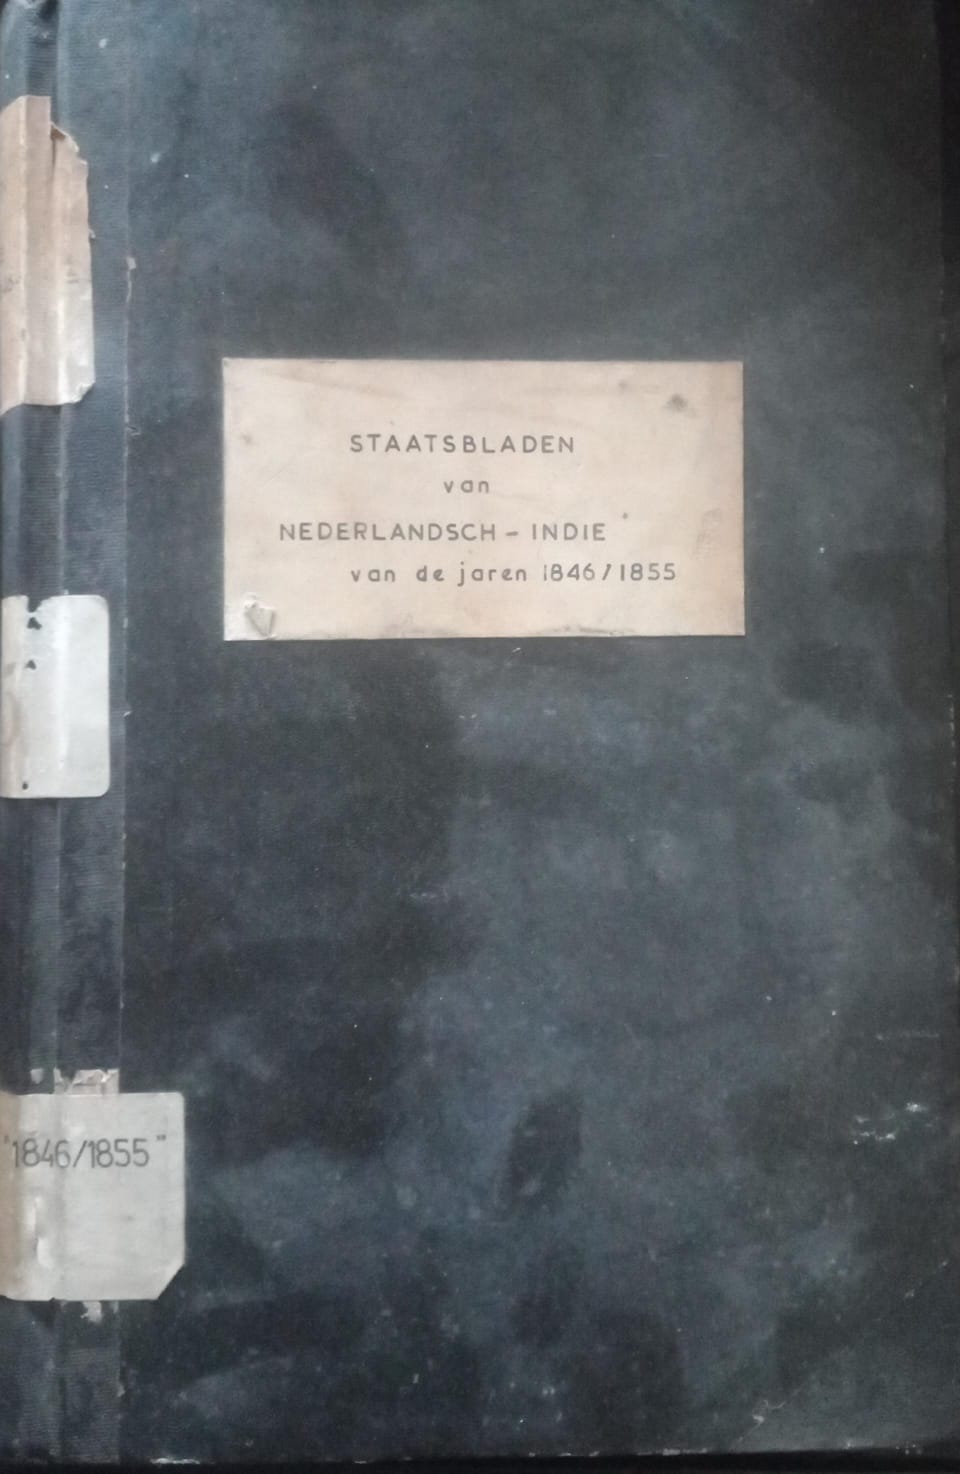 STAATSBLADEN
van
NEDERLANDSCH - INDIE
van de jaren 1846/1855
"1846/1855"